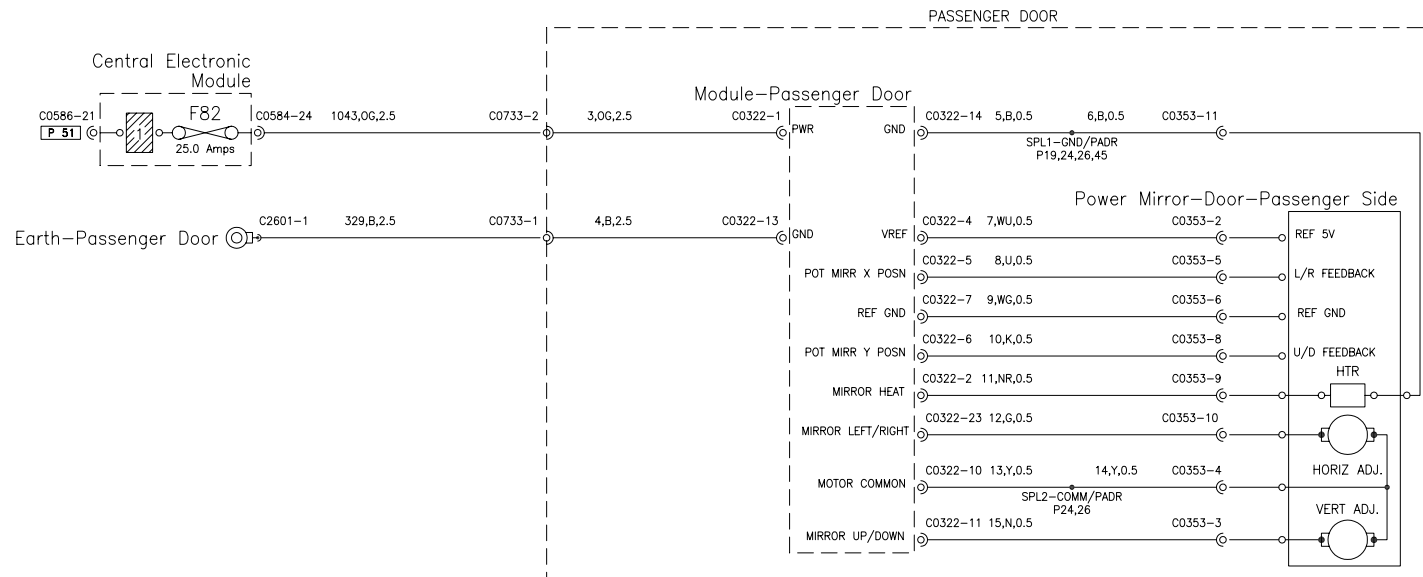 PASSENGER DOOR
Central Electronic
Module
C0586-21
P 51
1
F82
25.0 Amps
C0584-24
1043,OG,2.5
C0733-2
3,OG,2.5
C0322-1
Module-Passenger Door
PWR
GND
C0322-14
5,B,0.5
6,B,0.5
C0353-11
SPL1-GND/PADR
P19,24,26,45
Power Mirror-Door-Passenger Side
Earth-Passenger Door
C2601-1
329,B,2.5
C0733-1
4,B,2.5
C0322-13
GND
VREF
C0322-4
7,WU,0.5
C0353-2
REF 5V
POT MIRR X POSN
C0322-5
8,U,0.5
C0353-5
L/R FEEDBACK
REF GND
C0322-7
9,WG,0.5
C0353-6
REF GND
POT MIRR Y POSN
C0322-6
10,K,0.5
C0353-8
U/D FEEDBACK
MIRROR HEAT
C0322-2
11,NR,0.5
C0353-9
HTR
MIRROR LEFT/RIGHT
C0322-23
12,G,0.5
C0353-10
HORIZ ADJ.
MOTOR COMMON
C0322-10
13,Y,0.5
14,Y,0.5
C0353-4
SPL2-COMM/PADR
P24,26
VERT ADJ.
MIRROR UP/DOWN
C0322-11
15,N,0.5
C0353-3